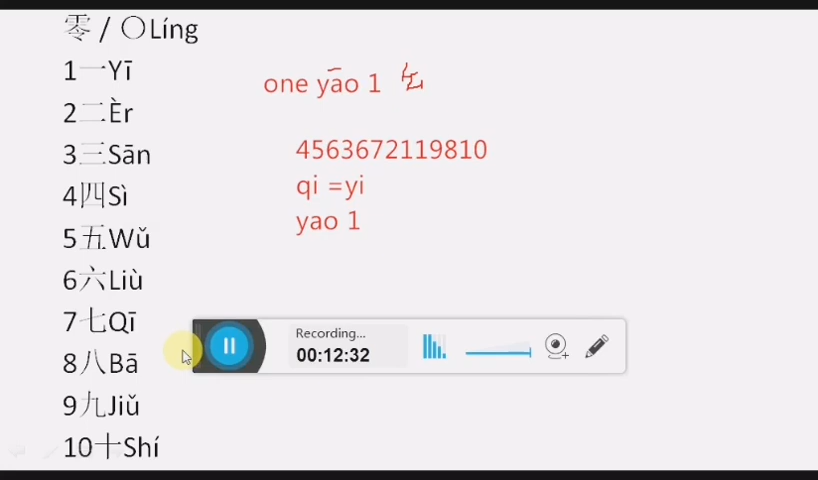 零 / 〇Líng
1一Yī
2二Èr
3三Sān
4四Sì
5五Wǔ
6六Liù
7七Qī
8八Bā
9九Jiǔ
10十Shí
one yāo 1 幺
4563672119810
qi =yi
yao 1
Recording...
00:12:32